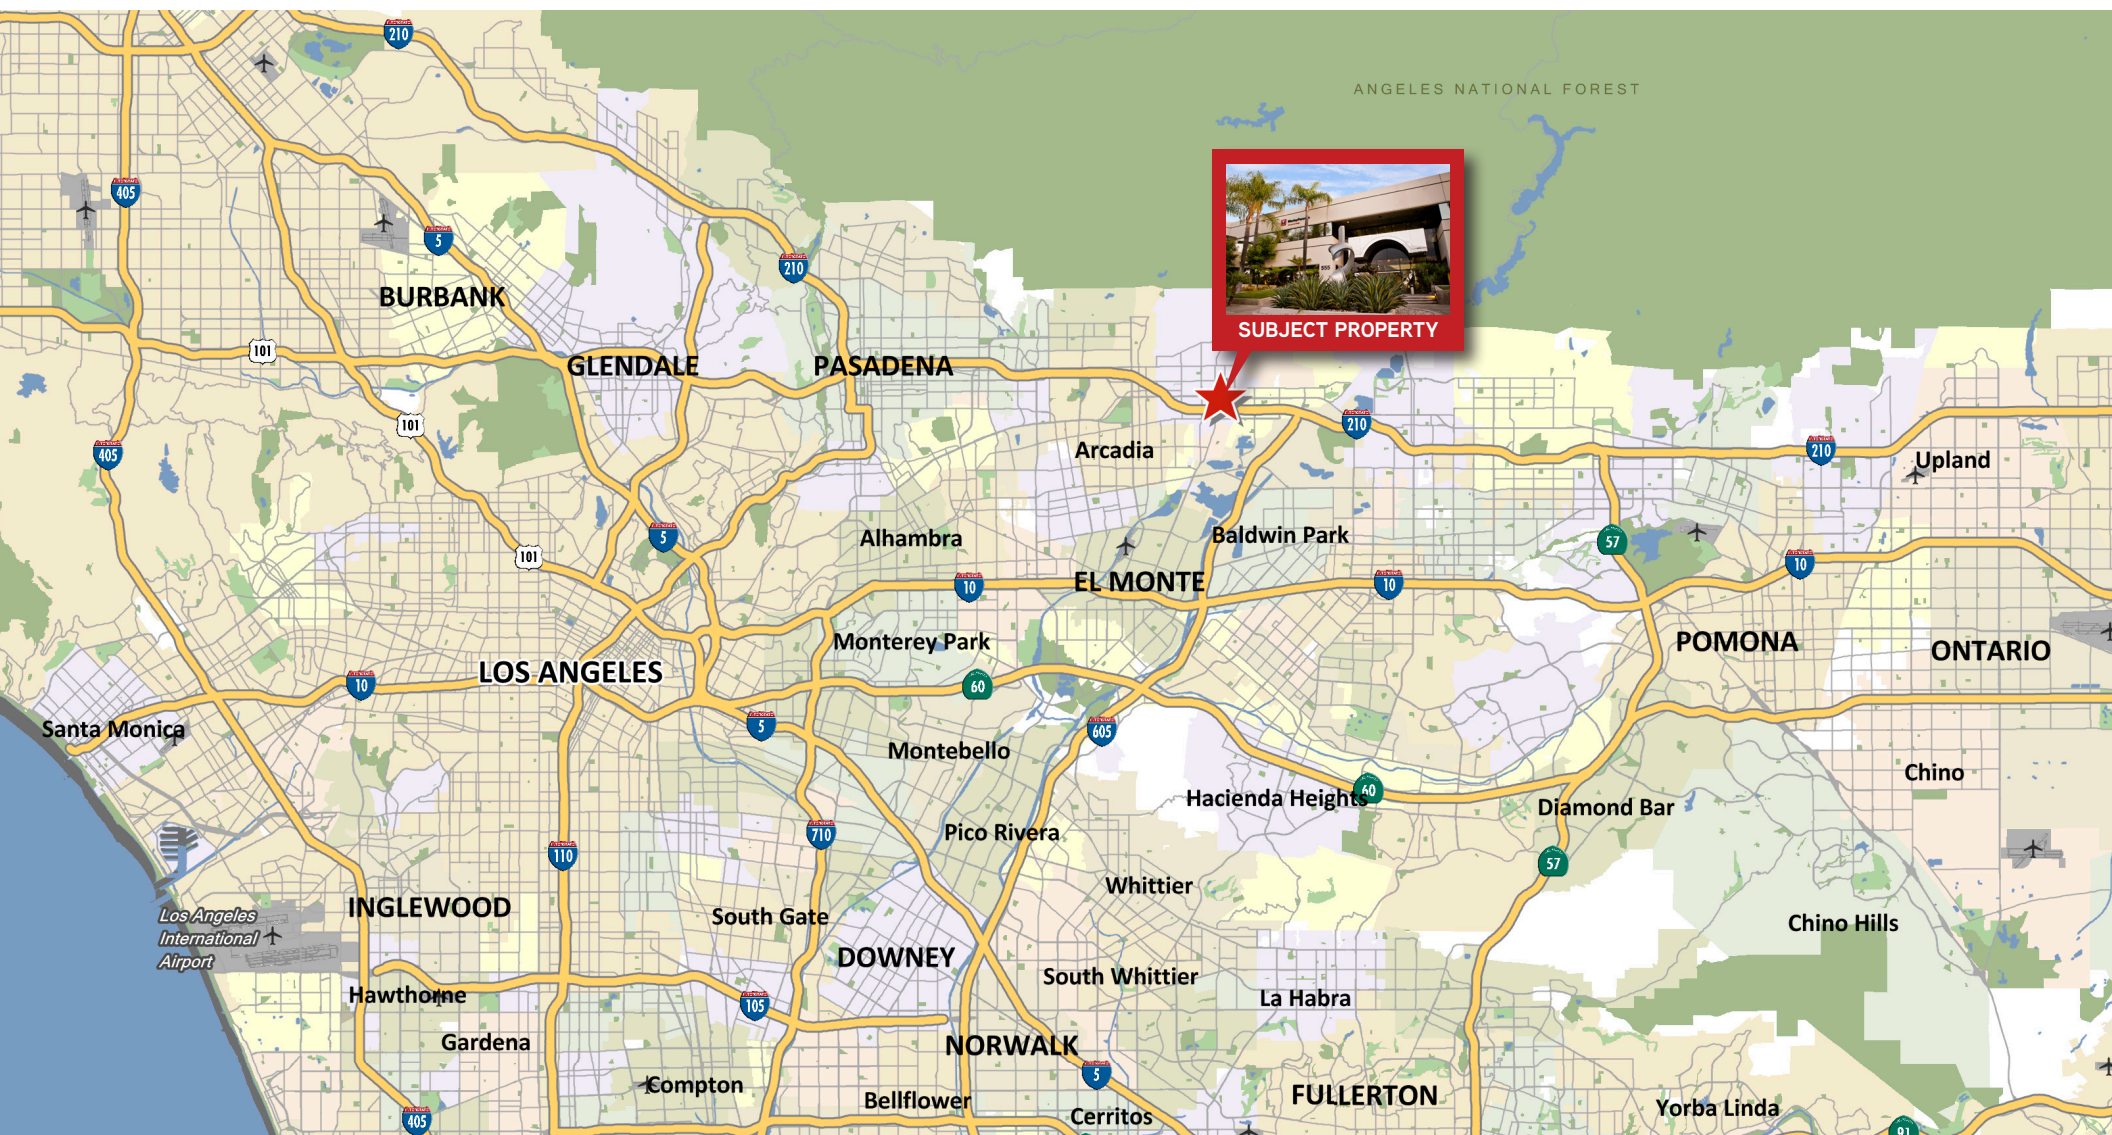 210
ANGELES NATIONAL FOREST
405
5
BURBANK
210
SUBJECT PROPERTY
101
GLENDALE
PASADENA
101
210
405
Arcadia
210
Upland
5
Alhambra
Baldwin Park
57
101
10
EL MONTE
10
10
Monterey Park
POMONA
ONTARIO
LOS ANGELES
10
60
Santa Monica
5
605
Montebello
Chino
Hacienda Heights
60
Diamond Bar
710
Pico Rivera
110
57
Whittier
INGLEWOOD
South Gate
Los Angeles
International
Airport
Chino Hills
DOWNEY
South Whittier
Hawthorne
105
La Habra
Gardena
NORWALK
5
Compton
Bellflower
FULLERTON
Cerritos
Yorba Linda
405
91